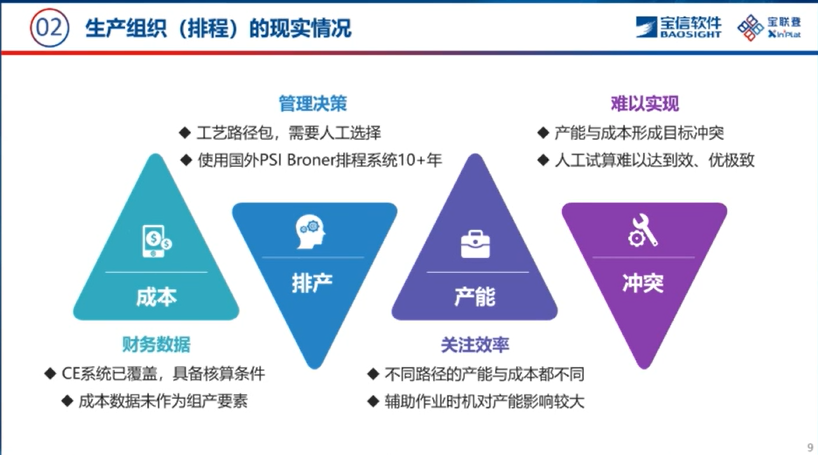 02 生产组织（排程）的现实情况
宝信软件
BAOSIGHT
宝联登
xIn³Plat
管理决策
◆ 工艺路径包，需要人工选择
◆ 使用国外PSI Broner排程系统10+年
难以实现
◆ 产能与成本形成目标冲突
◆ 人工试算难以达到效、优极致
成本
排产
产能
冲突
财务数据
◆ CE系统已覆盖，具备核算条件
◆ 成本数据未作为组产要素
关注效率
◆ 不同路径的产能与成本都不同
◆ 辅助作业时机对产能影响较大
9